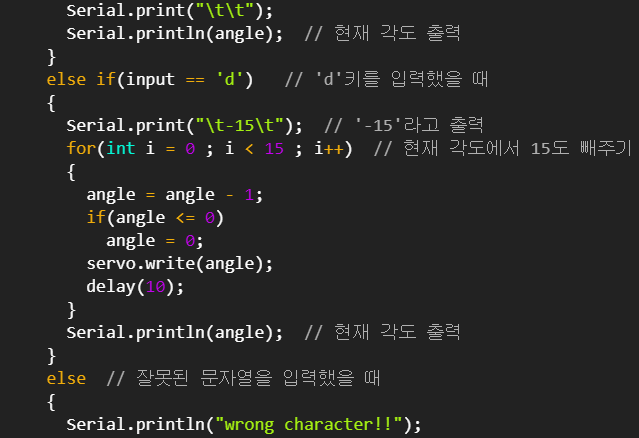 Serial.print("\t\t");
Serial.println(angle);  // 현재 각도 출력
}
else if(input == 'd')   // 'd'키를 입력했을 때
{
Serial.print("\t-15\t");  // '-15'라고 출력
for(int i = 0 ; i < 15 ; i++)  // 현재 각도에서 15도 빼주기
{
angle = angle - 1;
if(angle <= 0)
angle = 0;
servo.write(angle);
delay(10);
}
Serial.println(angle);  // 현재 각도 출력
}
else  // 잘못된 문자열을 입력했을 때
{
Serial.println("wrong character!!");